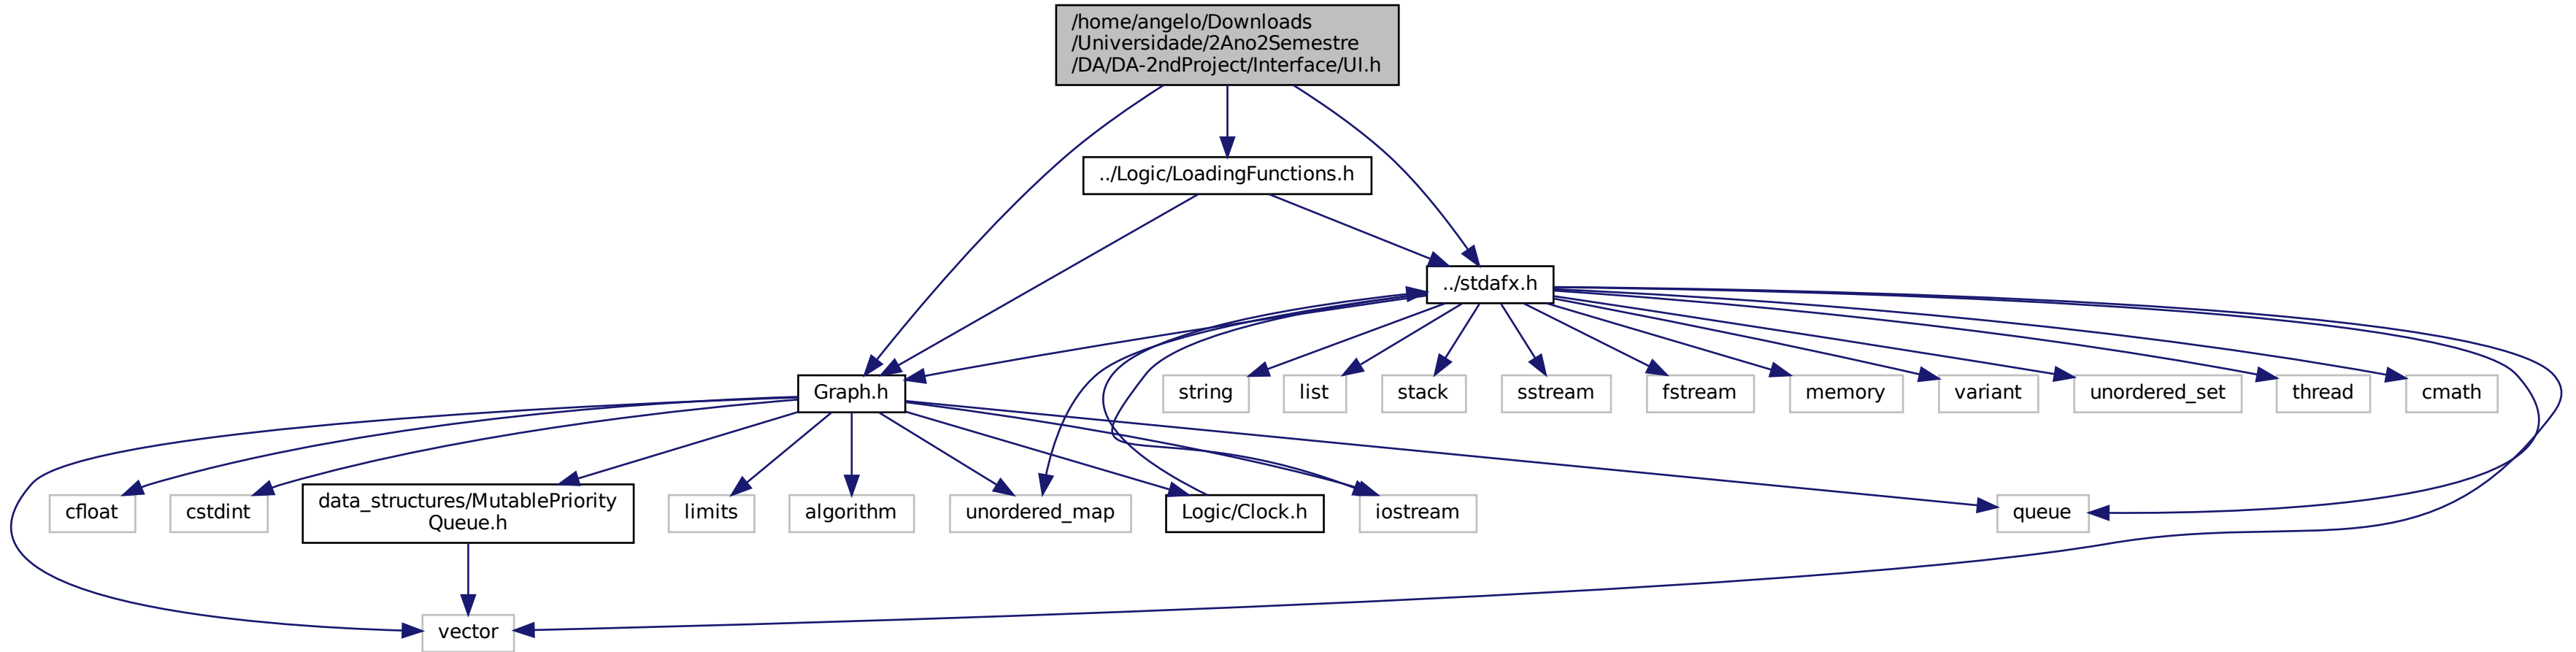 /home/angelo/Downloads
/Universidade/2Ano2Semestre
/DA/DA-2ndProject/Interface/UI.h
../Logic/LoadingFunctions.h
../stdafx.h
Graph.h
string
list
stack
sstream
fstream
memory
variant
unordered_set
thread
cmath
cfloat
cstdint
data_structures/MutablePriority
Queue.h
limits
algorithm
unordered_map
Logic/Clock.h
iostream
queue
vector